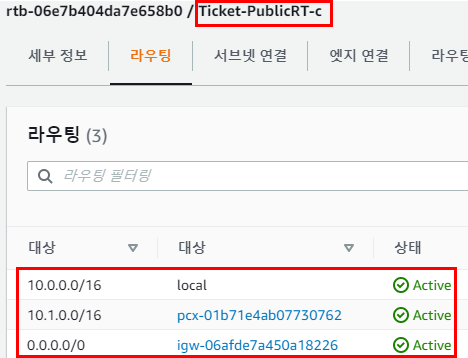 rtb-06e7b404da7e658b0 / Ticket-PublicRT-c
세부 정보 라우팅 서브넷 연결 엣지 연결 라우팅
라우팅 (3)
라우팅 필터링
대상 대상 상태
10.0.0.0/16 local Active
10.1.0.0/16 pcx-01b71e4ab07730762 Active
0.0.0.0/0 igw-06afde7a450a18226 Active